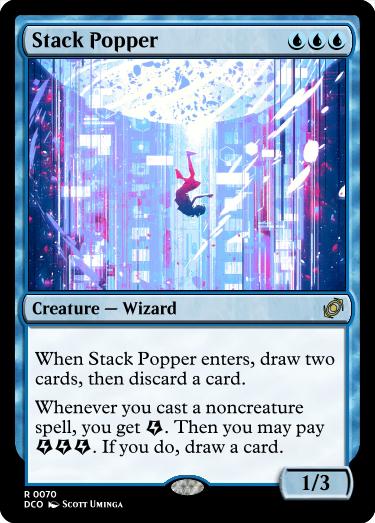 Stack Popper
Creature — Wizard
When Stack Popper enters, draw two
cards, then discard a card.
Whenever you cast a noncreature
spell, you get. Then you may pay
. If you do, draw a card.
1/3
R 0070
DCO Scott Uminga